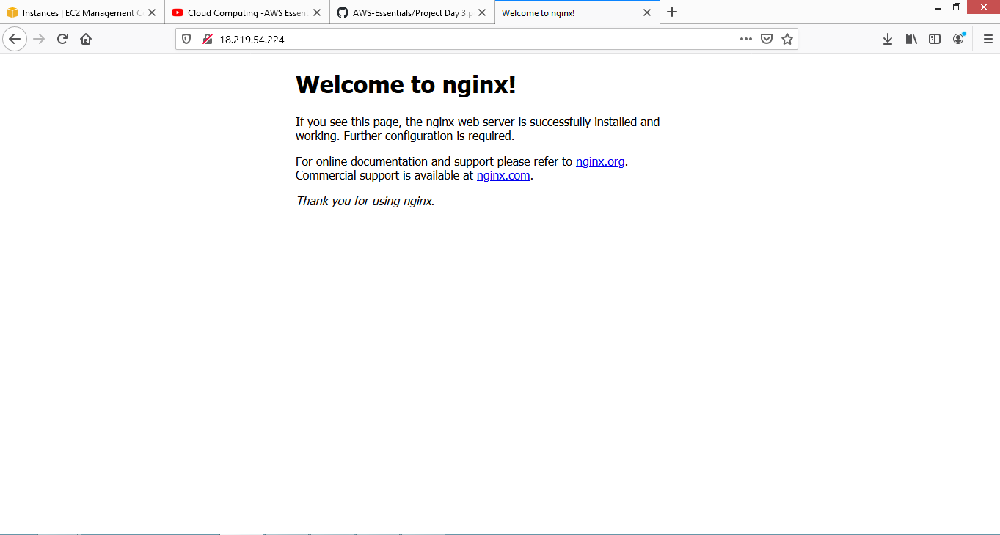 Instances | EC2 Management C
Cloud Computing -AWS Essent
AWS-Essentials/Project Day 3.p
Welcome to nginx!
18.219.54.224
Welcome to nginx!
If you see this page, the nginx web server is successfully installed and
working. Further configuration is required.
For online documentation and support please refer to nginx.org.
Commercial support is available at nginx.com.
Thank you for using nginx.